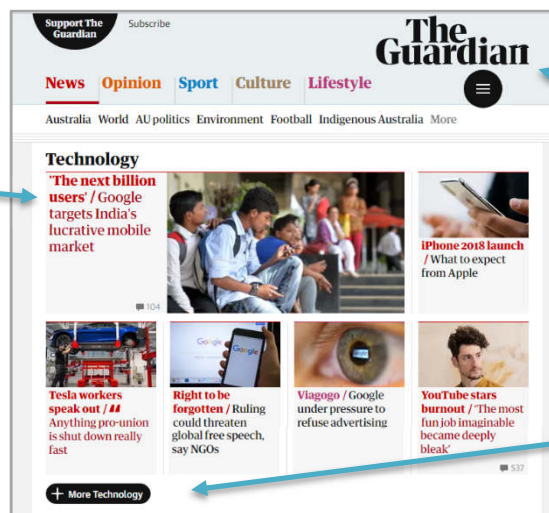 Support The
Guardian
Subscribe
The
Guardian
News Opinion Sport Culture Lifestyle
Australia World AU politics Environment Football Indigenous Australia More
Technology
'The next billion
users' / Google
targets India's
lucrative mobile
market
104
iPhone 2018 launch
/ What to expect
from Apple
Tesla workers
speak out / "
Anything pro-union
is shut down really
fast
Right to be
forgotten / Ruling
could threaten
global free speech,
say NGOs
Google
Google
Viagogo / Google
under pressure to
refuse advertising
YouTube stars
burnout / 'The most
fun job imaginable
became deeply
bleak'
537
+ More Technology